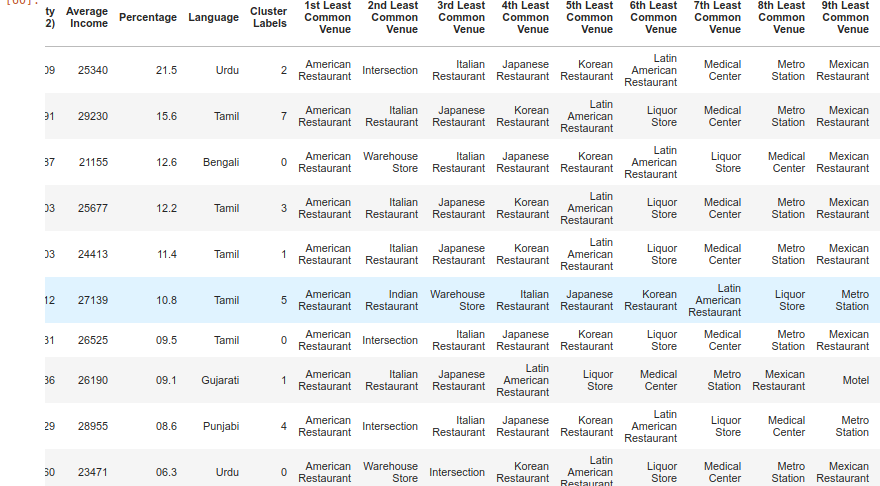 [60]:
ty 2) Average Income Percentage Language Cluster Labels 1st Least Common Venue 2nd Least Common Venue 3rd Least Common Venue 4th Least Common Venue 5th Least Common Venue 6th Least Common Venue 7th Least Common Venue 8th Least Common Venue 9th Least Common Venue
09 25340 21.5 Urdu 2 American Restaurant Intersection Italian Restaurant Japanese Restaurant Korean Restaurant Latin American Restaurant Medical Center Metro Station Mexican Restaurant
91 29230 15.6 Tamil 7 American Restaurant Italian Restaurant Japanese Restaurant Korean Restaurant Latin American Restaurant Liquor Store Medical Center Metro Station Mexican Restaurant
37 21155 12.6 Bengali 0 American Restaurant Warehouse Store Italian Restaurant Japanese Restaurant Korean Restaurant Latin American Restaurant Liquor Store Medical Center Mexican Restaurant
03 25677 12.2 Tamil 3 American Restaurant Italian Restaurant Japanese Restaurant Korean Restaurant Latin American Restaurant Liquor Store Medical Center Metro Station Mexican Restaurant
03 24413 11.4 Tamil 1 American Restaurant Italian Restaurant Japanese Restaurant Korean Restaurant Latin American Restaurant Liquor Store Medical Center Metro Station Mexican Restaurant
12 27139 10.8 Tamil 5 American Restaurant Indian Restaurant Warehouse Store Italian Restaurant Japanese Restaurant Korean Restaurant Latin American Restaurant Liquor Store Metro Station
31 26525 09.5 Tamil 0 American Restaurant Intersection Italian Restaurant Japanese Restaurant Korean Restaurant Liquor Store Medical Center Metro Station Mexican Restaurant
36 26190 09.1 Gujarati 1 American Restaurant Italian Restaurant Japanese Restaurant Latin American Restaurant Liquor Store Medical Center Metro Station Mexican Restaurant Motel
29 28955 08.6 Punjabi 4 American Restaurant Intersection Italian Restaurant Japanese Restaurant Korean Restaurant Latin American Restaurant Liquor Store Medical Center Metro Station
60 23471 06.3 Urdu 0 American Restaurant Warehouse Store Intersection Korean Restaurant Latin American Restaurant Liquor Store Medical Center Metro Station Mexican Restaurant